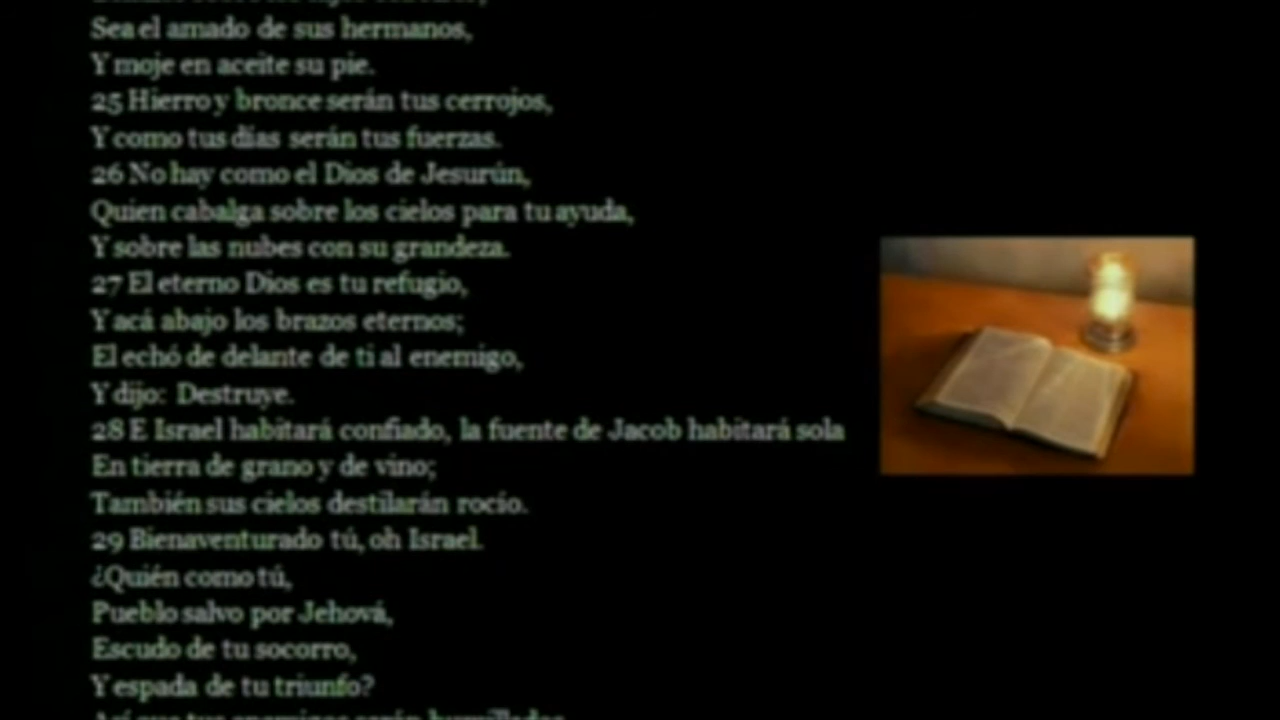 Sea el amado de sus hermanos,
Y moje en aceite su pie.
25 Hierro y bronce serán tus cerrojos,
Y como tus días serán tus fuerzas.
26 No hay como el Dios de Jesurún,
Quien cabalga sobre los cielos para tu ayuda,
Y sobre las nubes con su grandeza.
27 El eterno Dios es tu refugio,
Y acá abajo los brazos eternos;
El echó de delante de ti al enemigo,
Y dijo: Destruye.
28 E Israel habitará confiado, la fuente de Jacob habitará sola
En tierra de grano y de vino;
También sus cielos destilarán rocío.
29 Bienaventurado tú, oh Israel.
¿Quién como tú,
Pueblo salvo por Jehová,
Escudo de tu socorro,
Y espada de tu triunfo?